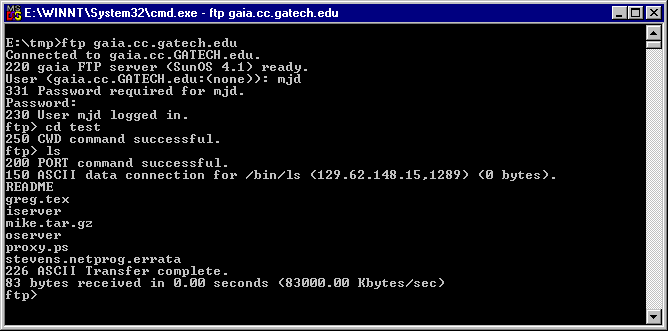 E:\WINNT\System32\cmd.exe - ftp gaia.cc.gatech.edu
E:\tmp>ftp gaia.cc.gatech.edu
Connected to gaia.cc.GATECH.edu.
220 gaia FTP server (SunOS 4.1) ready.
User (gaia.cc.GATECH.edu:(none)): mjd
331 Password required for mjd.
Password:
230 User mjd logged in.
ftp> cd test
250 CWD command successful.
ftp> ls
200 PORT command successful.
150 ASCII data connection for /bin/ls (129.62.148.15,1289) (0 bytes).
README
greg.tex
iserver
mike.tar.gz
oserver
proxy.ps
stevens.netprog.errata
226 ASCII Transfer complete.
83 bytes received in 0.00 seconds (83000.00 Kbytes/sec)
ftp>